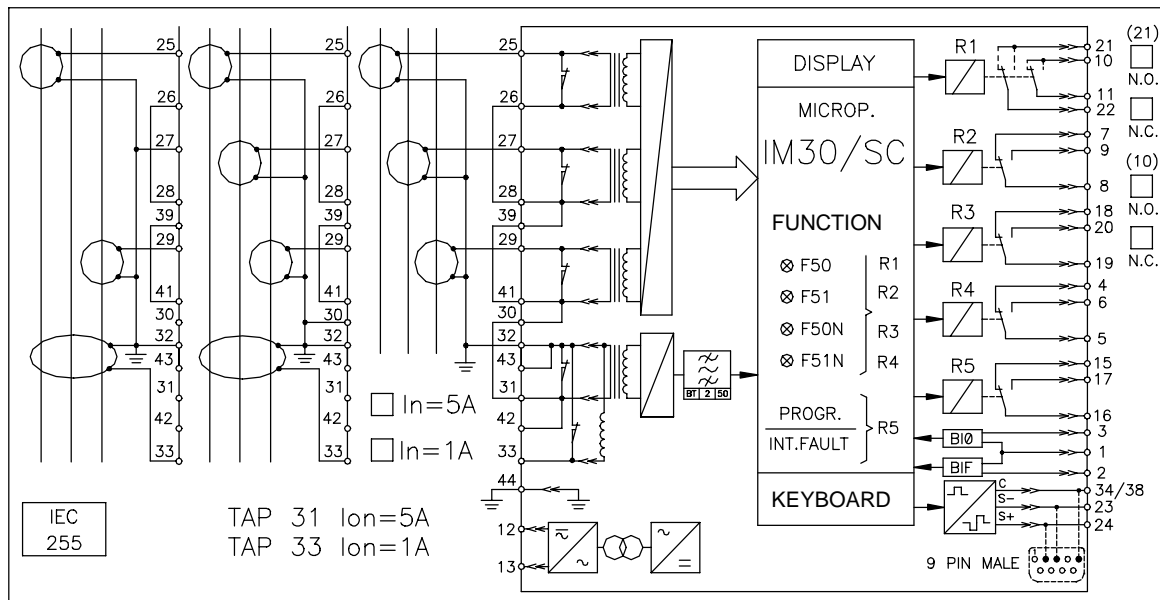 25
26
27
28
39
29
41
30
32
43
31
42
33
25
26
27
28
39
29
41
30
32
43
31
42
33
25
26
27
28
39
29
41
30
32
43
31
42
33
44
12
13
In=5A
In=1A
IEC
255
TAP 31 Ion=5A
TAP 33 Ion=1A
BT 2 50
DISPLAY
MICROP.
IM30/SC
FUNCTION
F50
F51
F50N
F51N
R1
R2
R3
R4
PROGR.
INT.FAULT
R5
KEYBOARD
R1
R2
R3
R4
R5
BIØ
BIF
C
S-
S+
21
10
11
22
7
9
8
18
20
19
4
6
5
15
17
16
3
1
2
34/38
23
24
9 PIN MALE
(21)
N.O.
N.C.
(10)
N.O.
N.C.